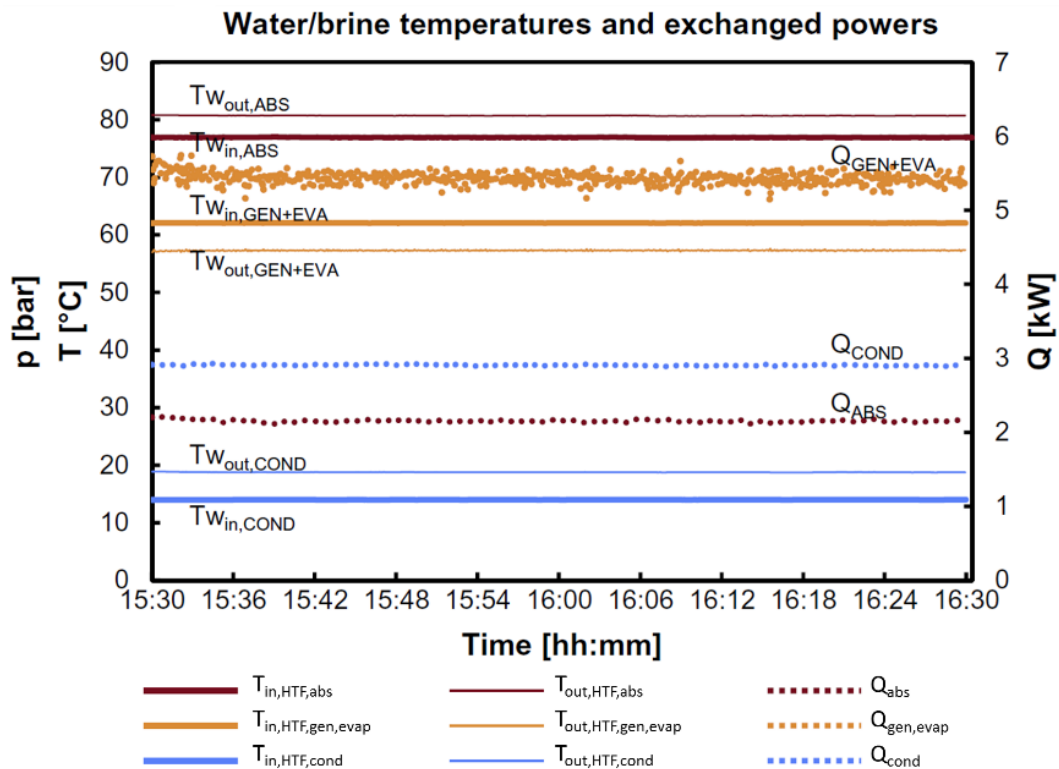 Water/brine temperatures and exchanged powers
90
80
70
60
50
40
30
20
10
0
p [bar]
T [°C]
7
6
5
4
3
2
1
0
Q [kW]
Tw_out,ABS
Tw_in,ABS
Q_GEN+EVA
Tw_in,GEN+EVA
Tw_out,GEN+EVA
Q_COND
Q_ABS
Tw_out,COND
Tw_in,COND
15:30 15:36 15:42 15:48 15:54 16:00 16:06 16:12 16:18 16:24 16:30
Time [hh:mm]
T_in,HTF,abs T_out,HTF,abs Q_abs
T_in,HTF,gen,evap T_out,HTF,gen,evap Q_gen,evap
T_in,HTF,cond T_out,HTF,cond Q_cond